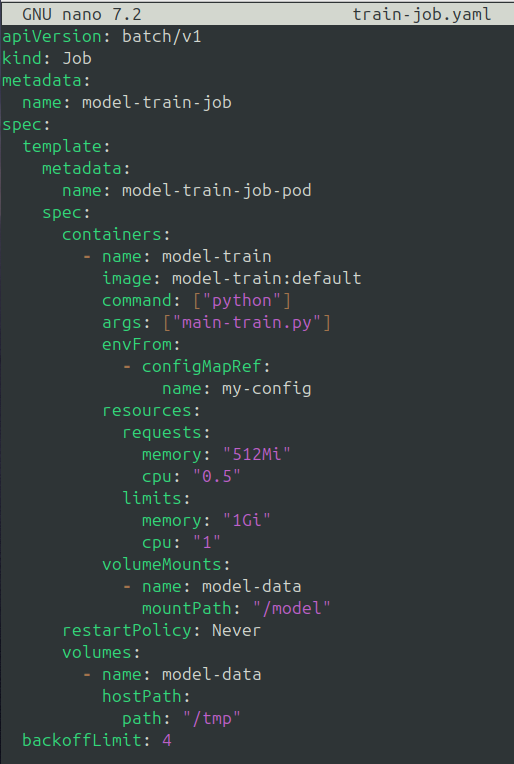 GNU nano 7.2 train-job.yaml
apiVersion: batch/v1
kind: Job
metadata:
  name: model-train-job
spec:
  template:
    metadata:
      name: model-train-job-pod
    spec:
      containers:
        - name: model-train
          image: model-train:default
          command: ["python"]
          args: ["main-train.py"]
          envFrom:
            - configMapRef:
                name: my-config
          resources:
            requests:
              memory: "512Mi"
              cpu: "0.5"
            limits:
              memory: "1Gi"
              cpu: "1"
          volumeMounts:
            - name: model-data
              mountPath: "/model"
      restartPolicy: Never
      volumes:
        - name: model-data
          hostPath:
            path: "/tmp"
  backoffLimit: 4